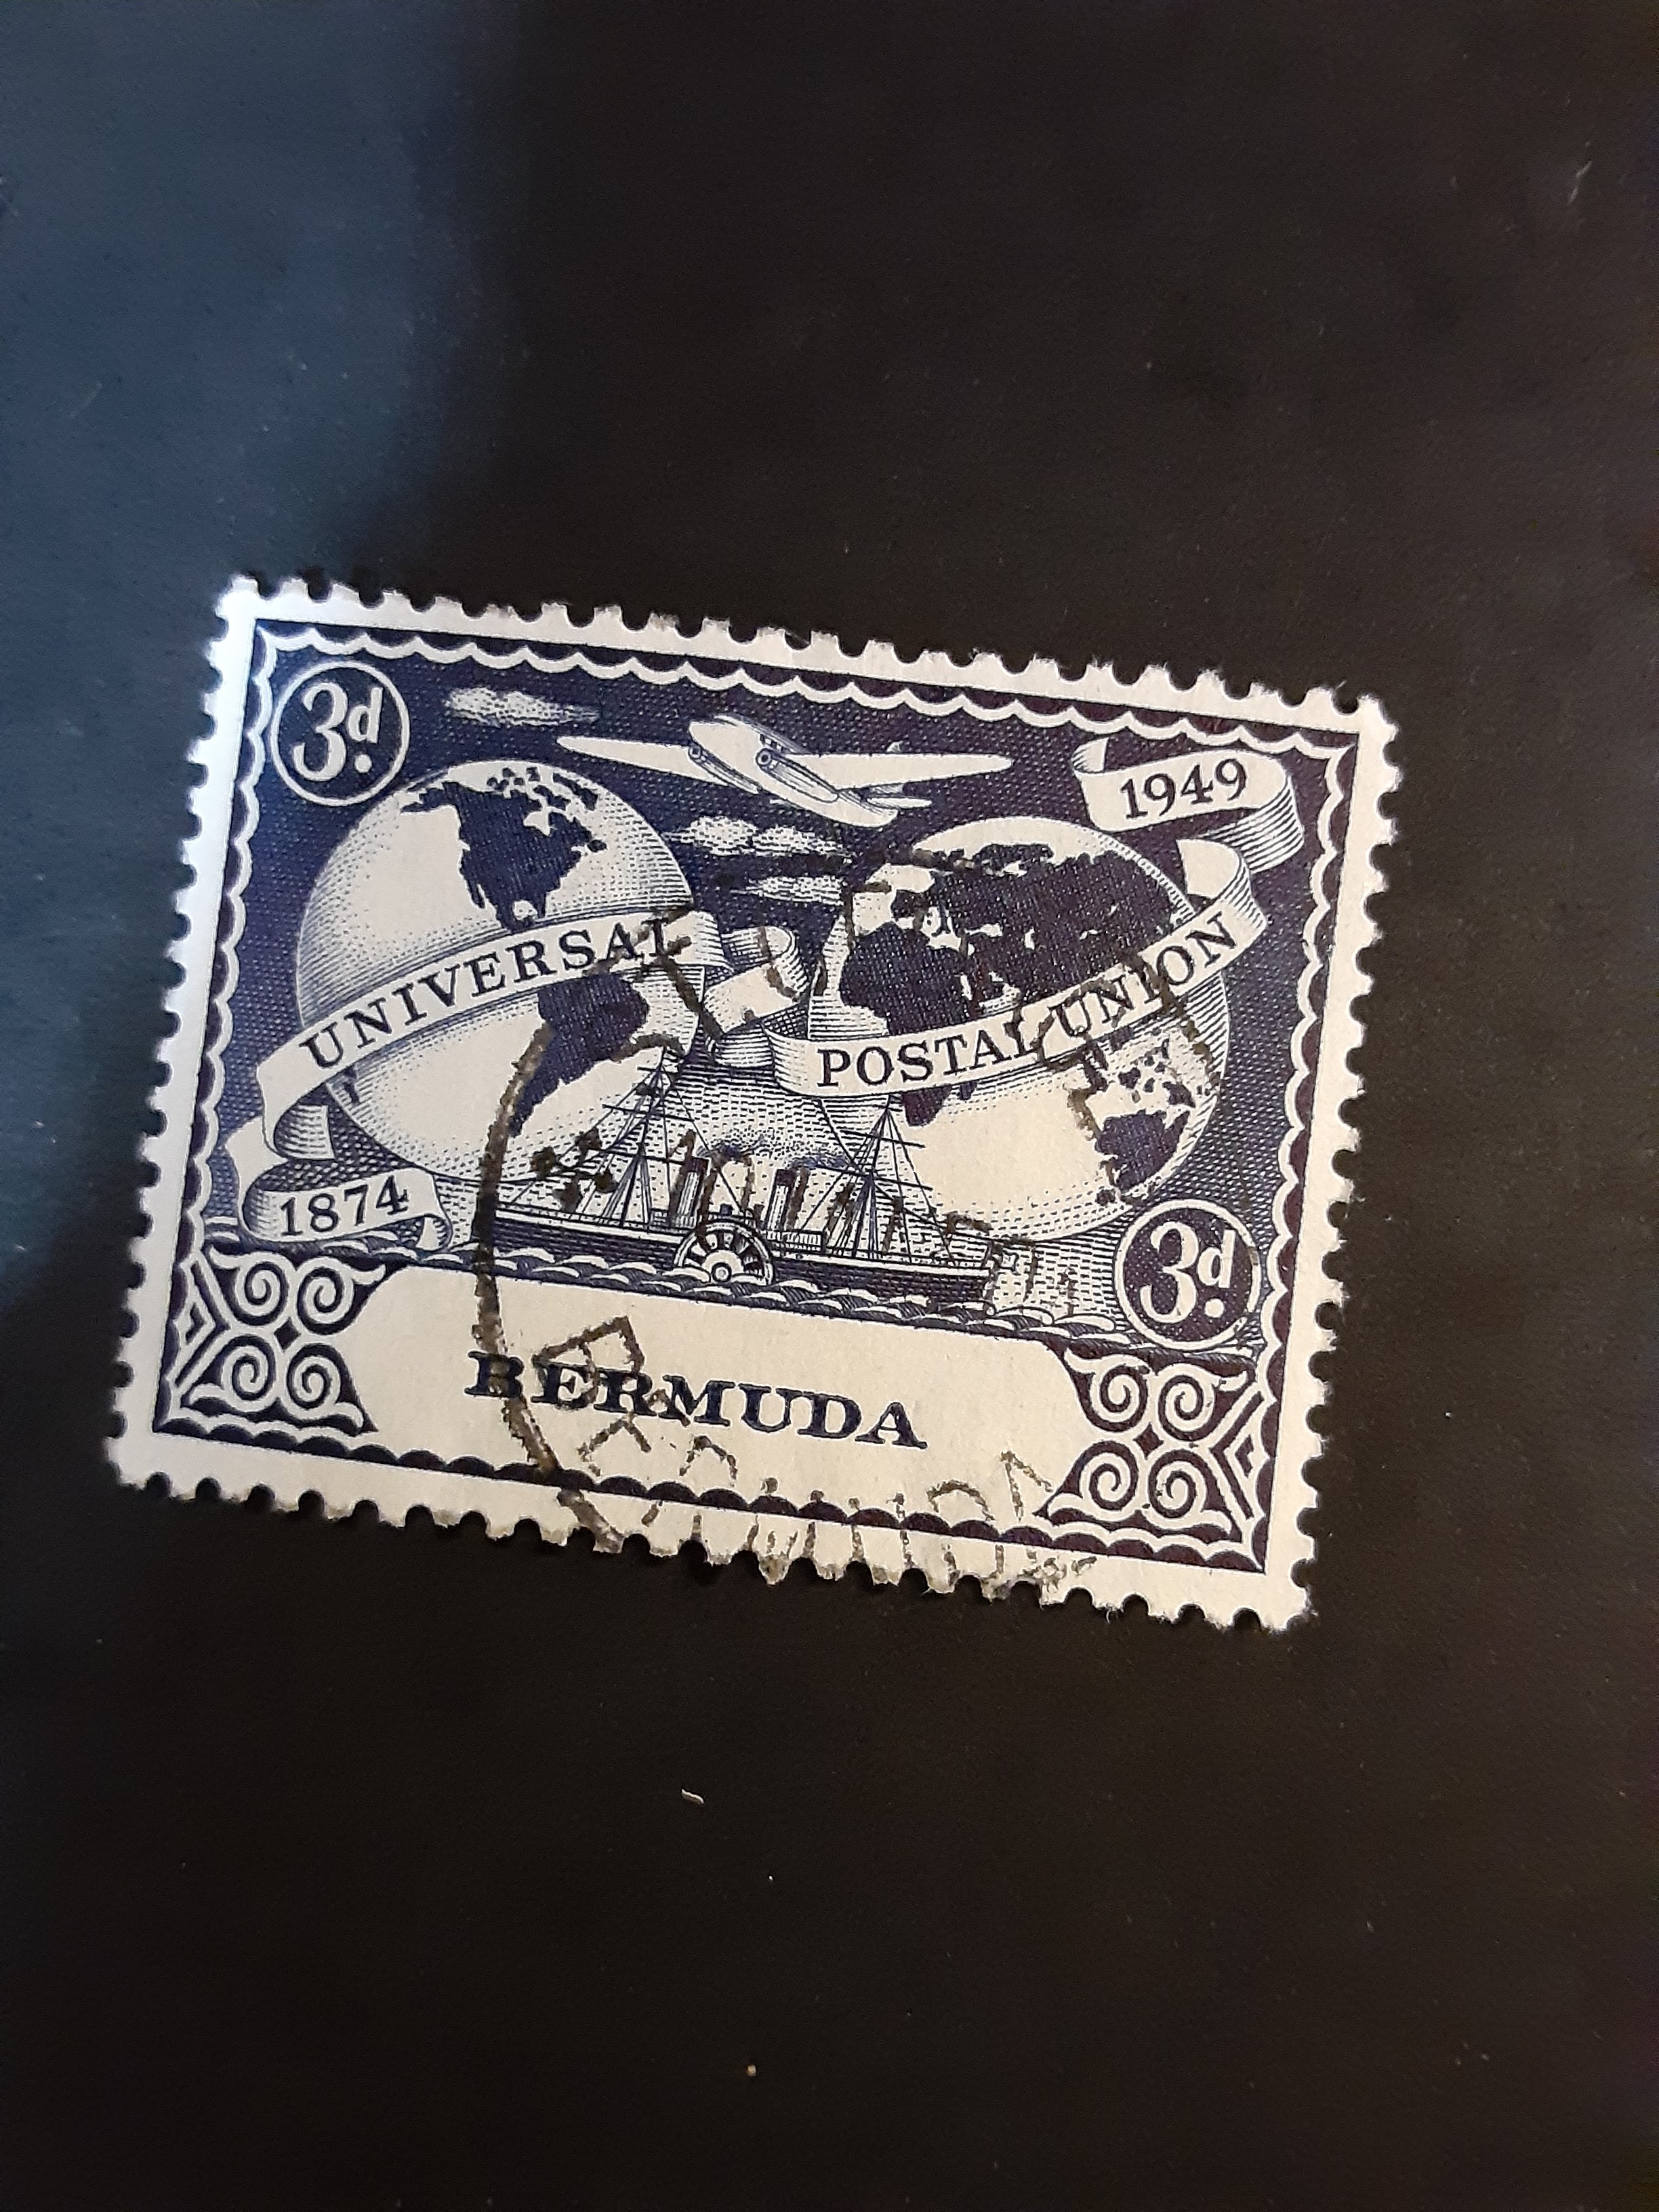 3d
1949
UNIVERSAL
POSTAL UNION
1874
3d
BERMUDA